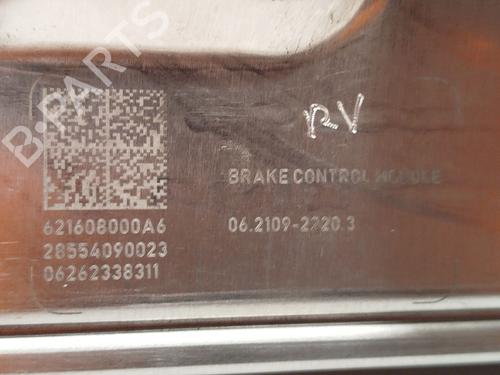 B-PARTS
RV
BRAKE CONTROL MODULE
621608000A6
06.2109-2220.3
28554090023
06262338311